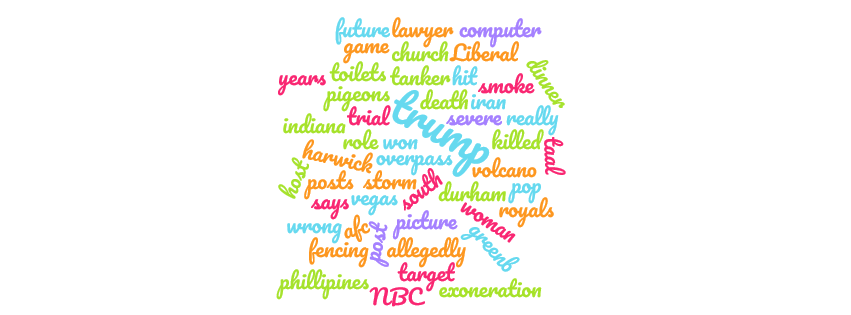 future lawyer computer
game church Liberal
years toilets tanker hit smoke dinner
pigeons death iran
indiana trial trump severe really
role won killed taal
harwick overpass volcano
host posts storm south durham pop
says vegas woman royals
wrong afc post picture greenb
fencing allegedly
phillipines target
NBC exoneration